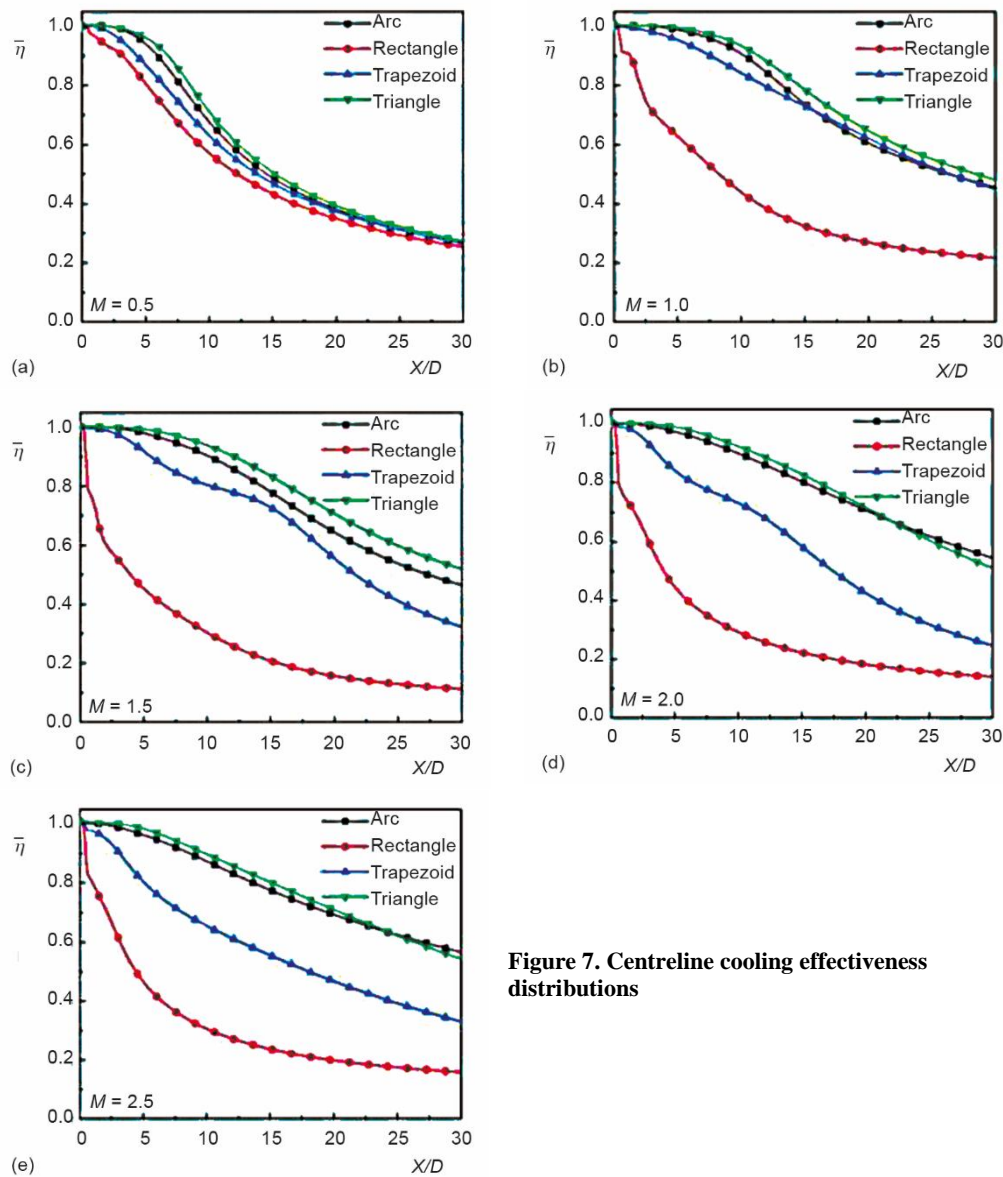 1.0
η̅
0.8
0.6
0.4
0.2
0.0
Arc
Rectangle
Trapezoid
Triangle
M = 0.5
0 5 10 15 20 25 30
(a)
X/D
1.0
η̅
0.8
0.6
0.4
0.2
0.0
Arc
Rectangle
Trapezoid
Triangle
M = 1.0
0 5 10 15 20 25 30
(b)
X/D
1.0
η̅
0.8
0.6
0.4
0.2
0.0
Arc
Rectangle
Trapezoid
Triangle
M = 1.5
0 5 10 15 20 25 30
(c)
X/D
1.0
η̅
0.8
0.6
0.4
0.2
0.0
Arc
Rectangle
Trapezoid
Triangle
M = 2.0
0 5 10 15 20 25 30
(d)
X/D
1.0
η̅
0.8
0.6
0.4
0.2
0.0
Arc
Rectangle
Trapezoid
Triangle
M = 2.5
0 5 10 15 20 25 30
(e)
X/D
Figure 7. Centreline cooling effectiveness
distributions